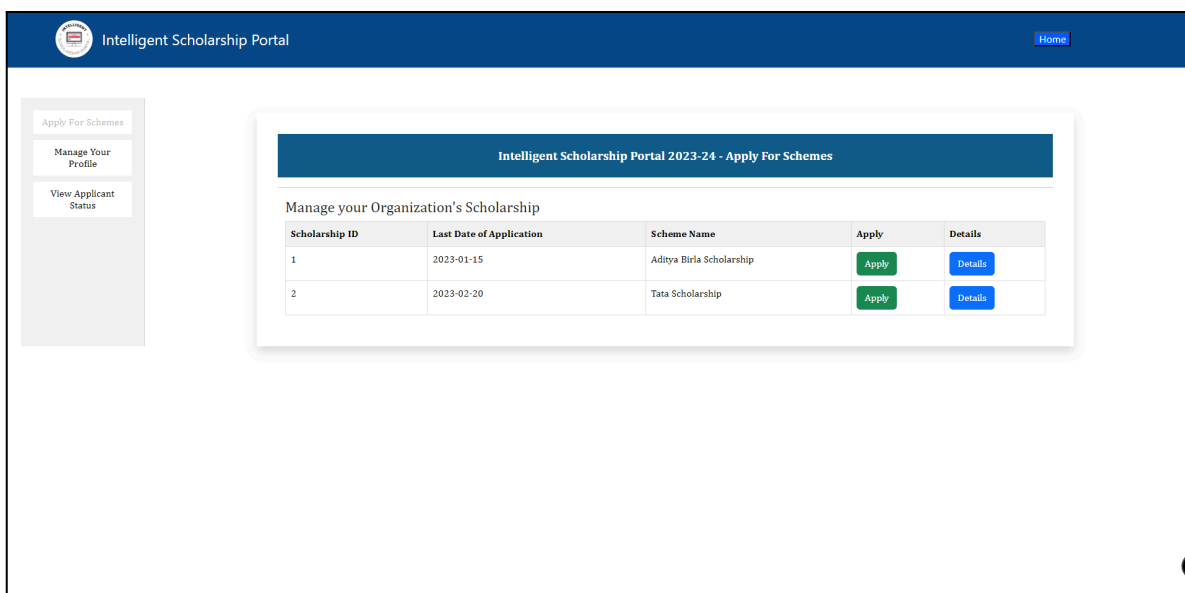 INTELLIGENT
Intelligent Scholarship Portal
Home
Apply For Schemes
Manage Your
Profile
View Applicant
Status
Intelligent Scholarship Portal 2023-24 - Apply For Schemes
Manage your Organization's Scholarship
Scholarship ID Last Date of Application Scheme Name Apply Details
1 2023-01-15 Aditya Birla Scholarship Apply Details
2 2023-02-20 Tata Scholarship Apply Details